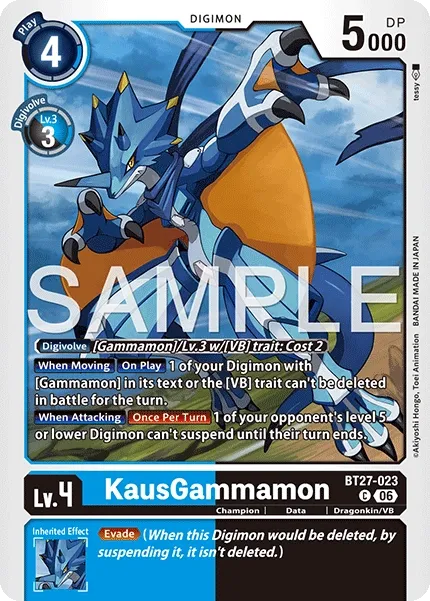 Play
4
DIGIMON
DP
5000
Digivolve
Lv.3
3
tessy
SAMPLE
©Akiyoshi Hongo, Toei Animation BANDAI MADE IN JAPAN
Digivolve [Gammamon]/Lv.3 w/[VB] trait: Cost 2
When Moving On Play 1 of your Digimon with
[Gammamon] in its text or the [VB] trait can't be deleted
in battle for the turn.
When Attacking Once Per Turn 1 of your opponent's level 5
or lower Digimon can't suspend until their turn ends.
Lv.4
KausGammamon
BT27-023
C 06
Champion Data Dragonkin/VB
Inherited Effect
Evade (When this Digimon would be deleted, by
suspending it, it isn't deleted.)